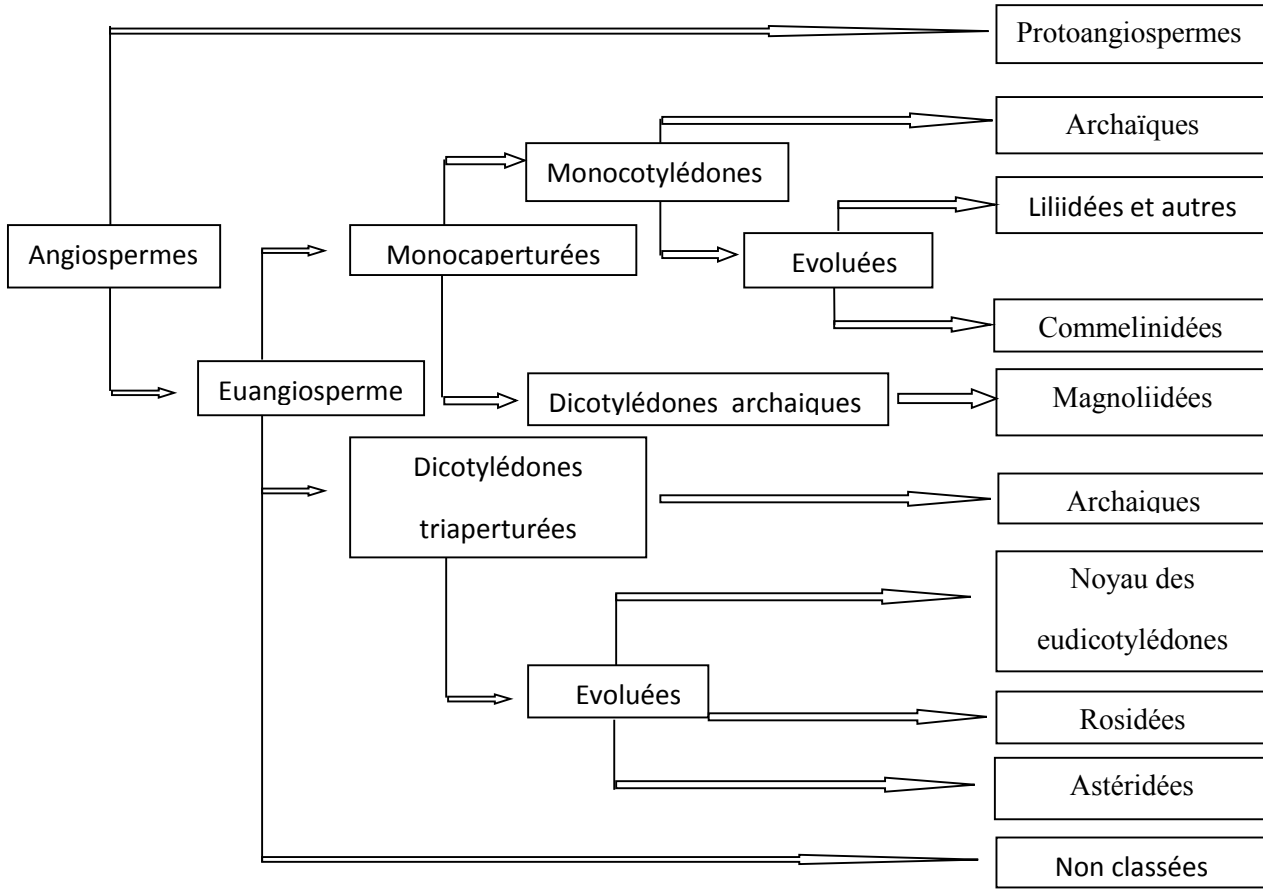 Protoangiospermes
Archaïques
Monocotylédones
Liliidées et autres
Angiospermes
Monocaperturées
Evoluées
Commelinidées
Euangiosperme
Dicotylédones archaiques
Magnoliidées
Dicotylédones
triaperturées
Archaiques
Noyau des
eudicotylédones
Evoluées
Rosidées
Astéridées
Non classées